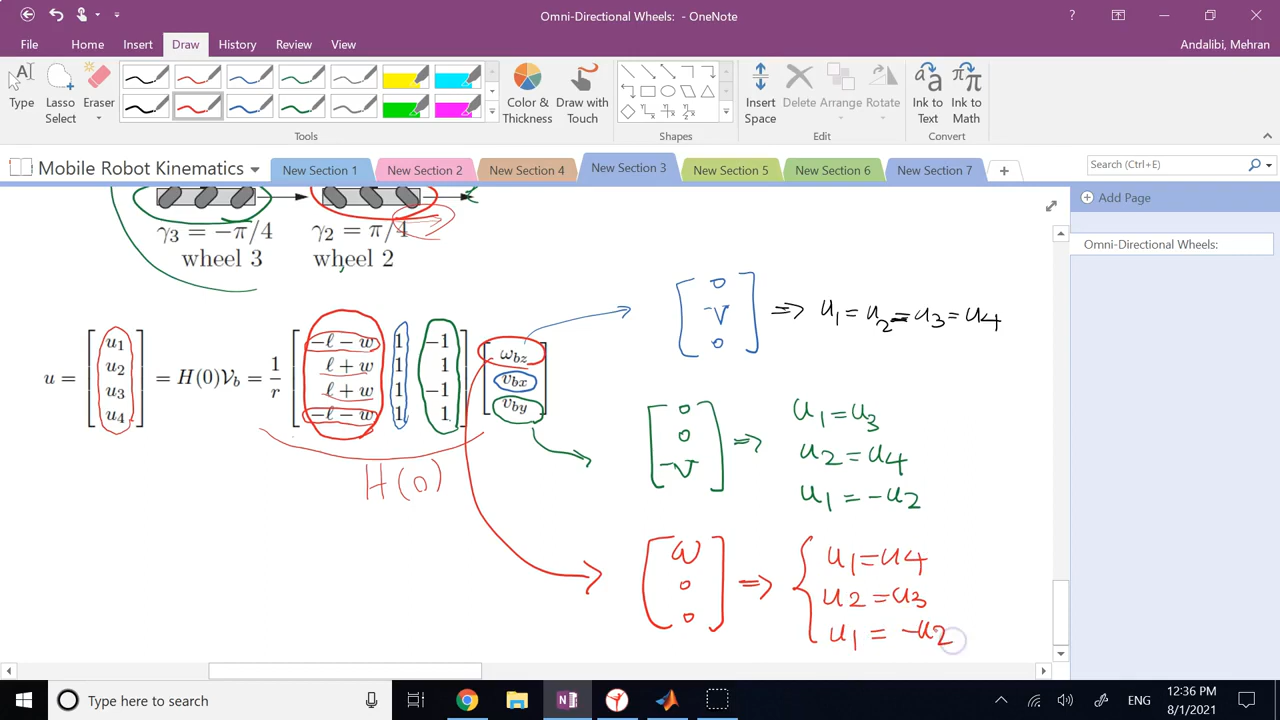 Omni-Directional Wheels: - OneNote
?
Andalibi, Mehran
File Home Insert Draw History Review View
Type Lasso Select Eraser Color & Thickness Draw with Touch Insert Space Delete Arrange Rotate Ink to Text Ink to Math
Tools Shapes Edit Convert
Mobile Robot Kinematics New Section 1 New Section 2 New Section 4 New Section 3 New Section 5 New Section 6 New Section 7 + Search (Ctrl+E)
Add Page
Omni-Directional Wheels:
γ3 = −π/4 γ2 = π/4
wheel 3 wheel 2
[0 -V 0] ⇒ u1 = u2 = u3 = u4
u = [u1 u2 u3 u4] = H(0)Vb = 1/r [−ℓ − w 1 −1
ℓ + w 1 1
ℓ + w 1 −1
−ℓ − w 1 1] [ωbz vbx vby]
H(0)
[0 0 -V] ⇒ u1 = u3
u2 = u4
u1 = -u2
[ω 0 0] ⇒ { u1 = u4
u2 = u3
u1 = -u2
Type here to search
ENG
12:36 PM
8/1/2021